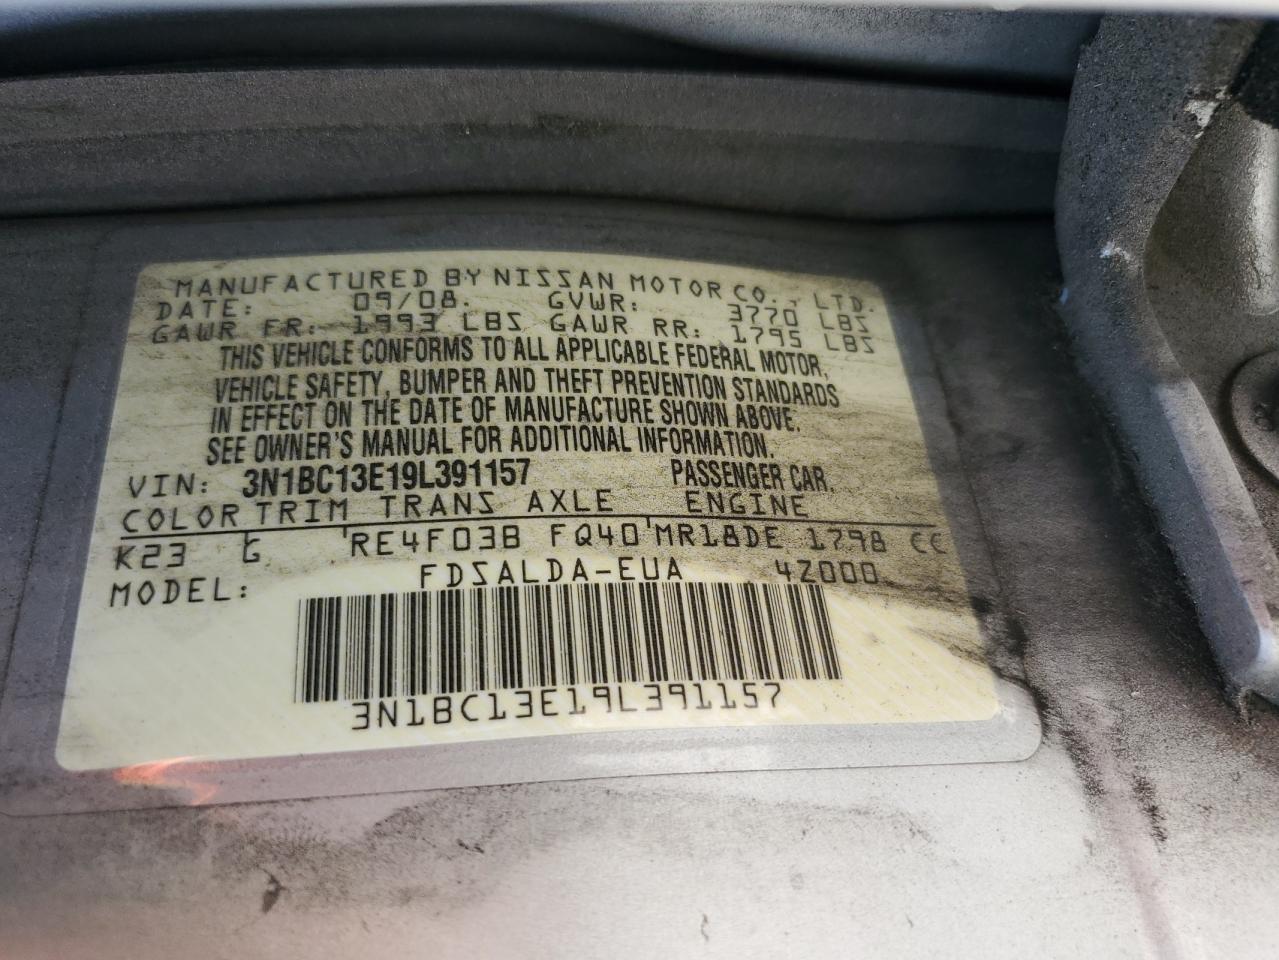 MANUFACTURED BY NISSAN MOTOR CO., LTD.
DATE: 09/08. GVWR: 3770 LBS
GAWR FR: 1993 LBS GAWR RR: 1795 LBS
THIS VEHICLE CONFORMS TO ALL APPLICABLE FEDERAL MOTOR,
VEHICLE SAFETY, BUMPER AND THEFT PREVENTION STANDARDS
IN EFFECT ON THE DATE OF MANUFACTURE SHOWN ABOVE.
SEE OWNER'S MANUAL FOR ADDITIONAL INFORMATION.
VIN: 3N1BC13E19L391157 PASSENGER CAR.
COLOR TRIM TRANS AXLE ENGINE
K23 G RE4F03B FQ40 MR18DE 1798 CC
MODEL: FDSALDA-EUA 4Z000
3N1BC13E19L391157